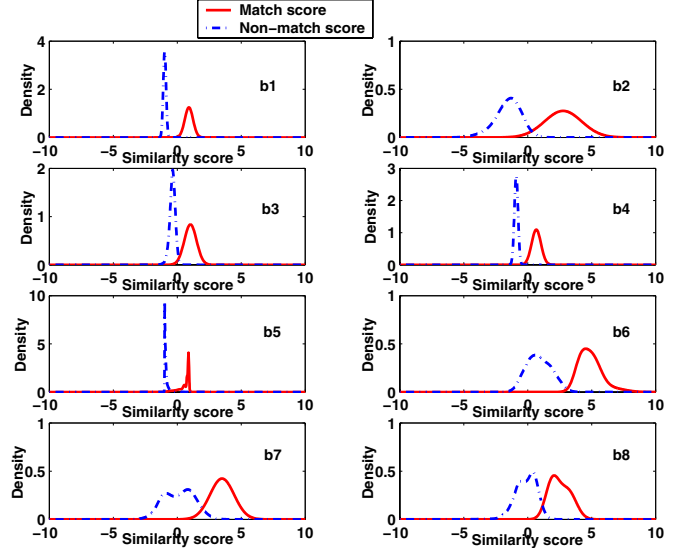 Match score
Non-match score
4
2
0
Density
b1
-10 -5 0 5 10
Similarity score
1
0.5
0
Density
b2
-10 -5 0 5 10
Similarity score
2
1
0
Density
b3
-10 -5 0 5 10
Similarity score
3
2
1
0
Density
b4
-10 -5 0 5 10
Similarity score
10
5
0
Density
b5
-10 -5 0 5 10
Similarity score
1
0.5
0
Density
b6
-10 -5 0 5 10
Similarity score
1
0.5
0
Density
b7
-10 -5 0 5 10
Similarity score
1
0.5
0
Density
b8
-10 -5 0 5 10
Similarity score